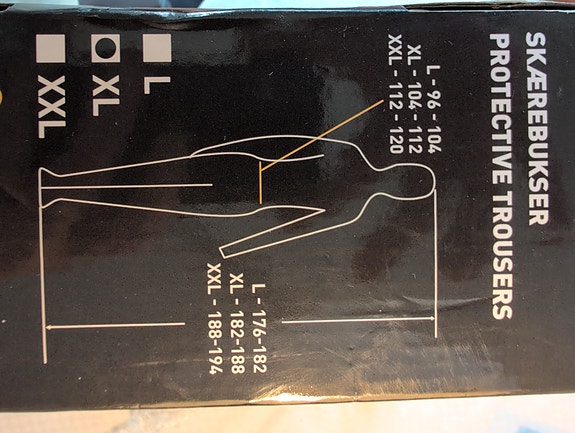 SKÆREBUKSER
PROTECTIVE TROUSERS
L - 96 - 104
XL - 104 - 112
XXL - 112 - 120
L
XL
XXL
L - 176-182
XL - 182-188
XXL - 188-194